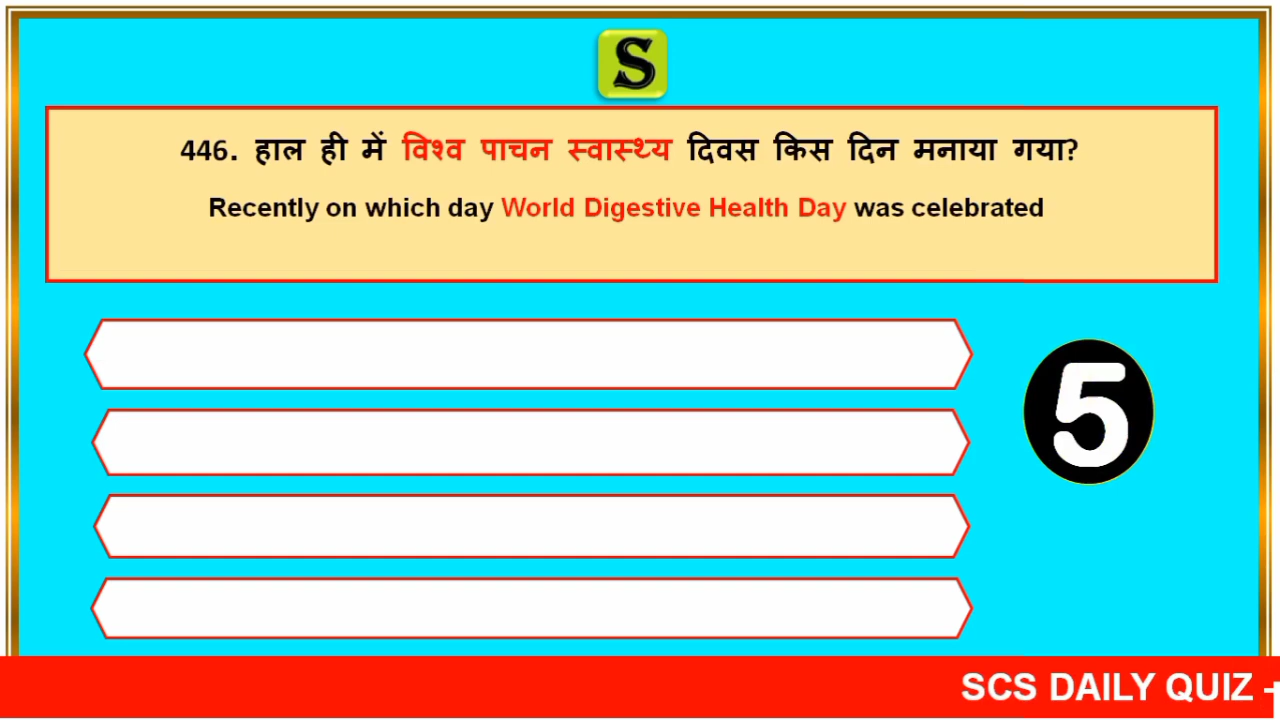 S
446. हाल ही में विश्व पाचन स्वास्थ्य दिवस किस दिन मनाया गया?
Recently on which day World Digestive Health Day was celebrated
5
SCS DAILY QUIZ -